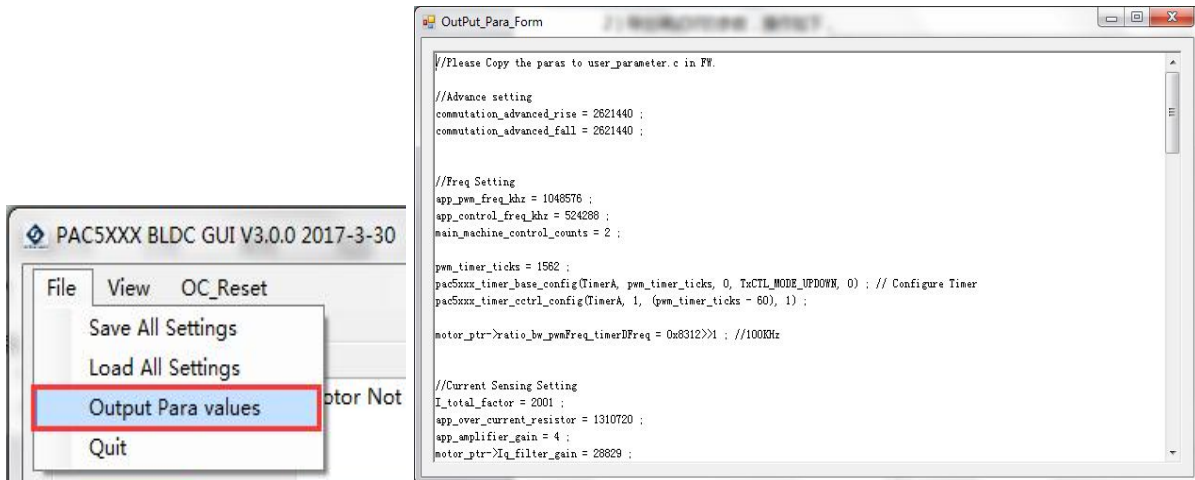 PAC5XXX BLDC GUI V3.0.0 2017-3-30
File View OC_Reset
Save All Settings
Load All Settings
Output Para values
Quit
otor Not
OutPut_Para_Form
//Please Copy the paras to user_parameter.c in FW.
//Advance setting
commutation_advanced_rise = 2621440 ;
commutation_advanced_fall = 2621440 ;
//Freq Setting
app_pwm_freq_khz = 1048576 ;
app_control_freq_khz = 524288 ;
main_machine_control_counts = 2 ;
pwm_timer_ticks = 1562 ;
pac5xxx_timer_base_config(TimerA, pwm_timer_ticks, 0, TxCTL_MODE_UPDOWN, 0) ; // Configure Timer
pac5xxx_timer_cctrl_config(TimerA, 1, (pwm_timer_ticks - 60), 1) ;
motor_ptr->ratio_bw_pwmFreq_timerDFreq = 0x8312>>1 ; //100KHz
//Current Sensing Setting
I_total_factor = 2001 ;
app_over_current_resistor = 1310720 ;
app_amplifier_gain = 4 ;
motor_ptr->Iq_filter_gain = 28829 ;